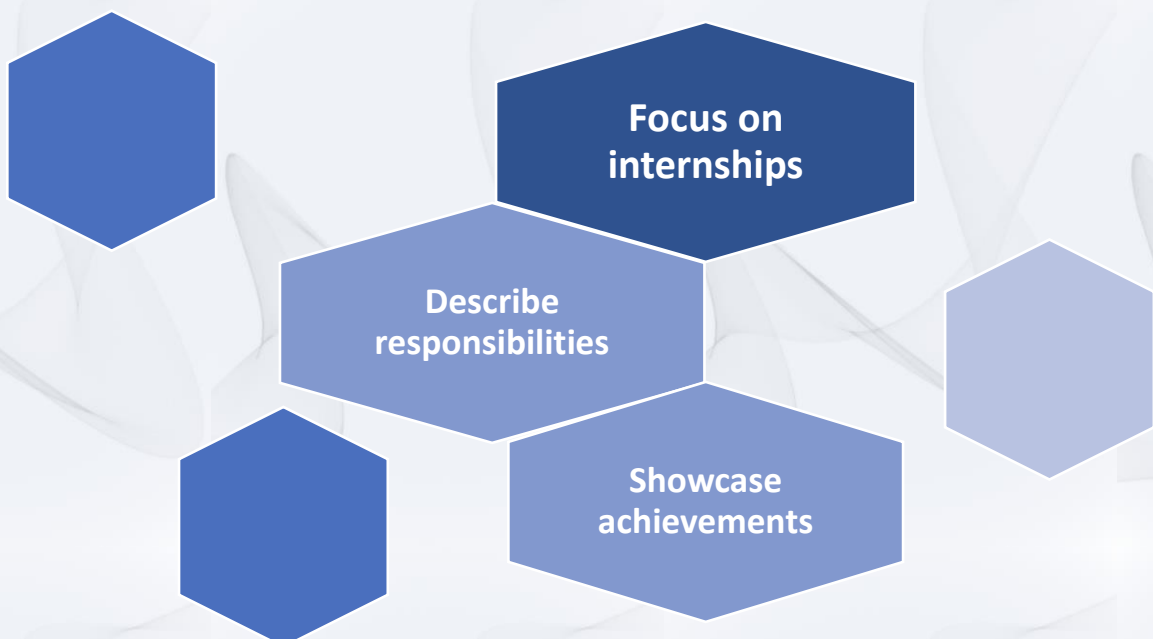 Focus on
internships
Describe
responsibilities
Showcase
achievements